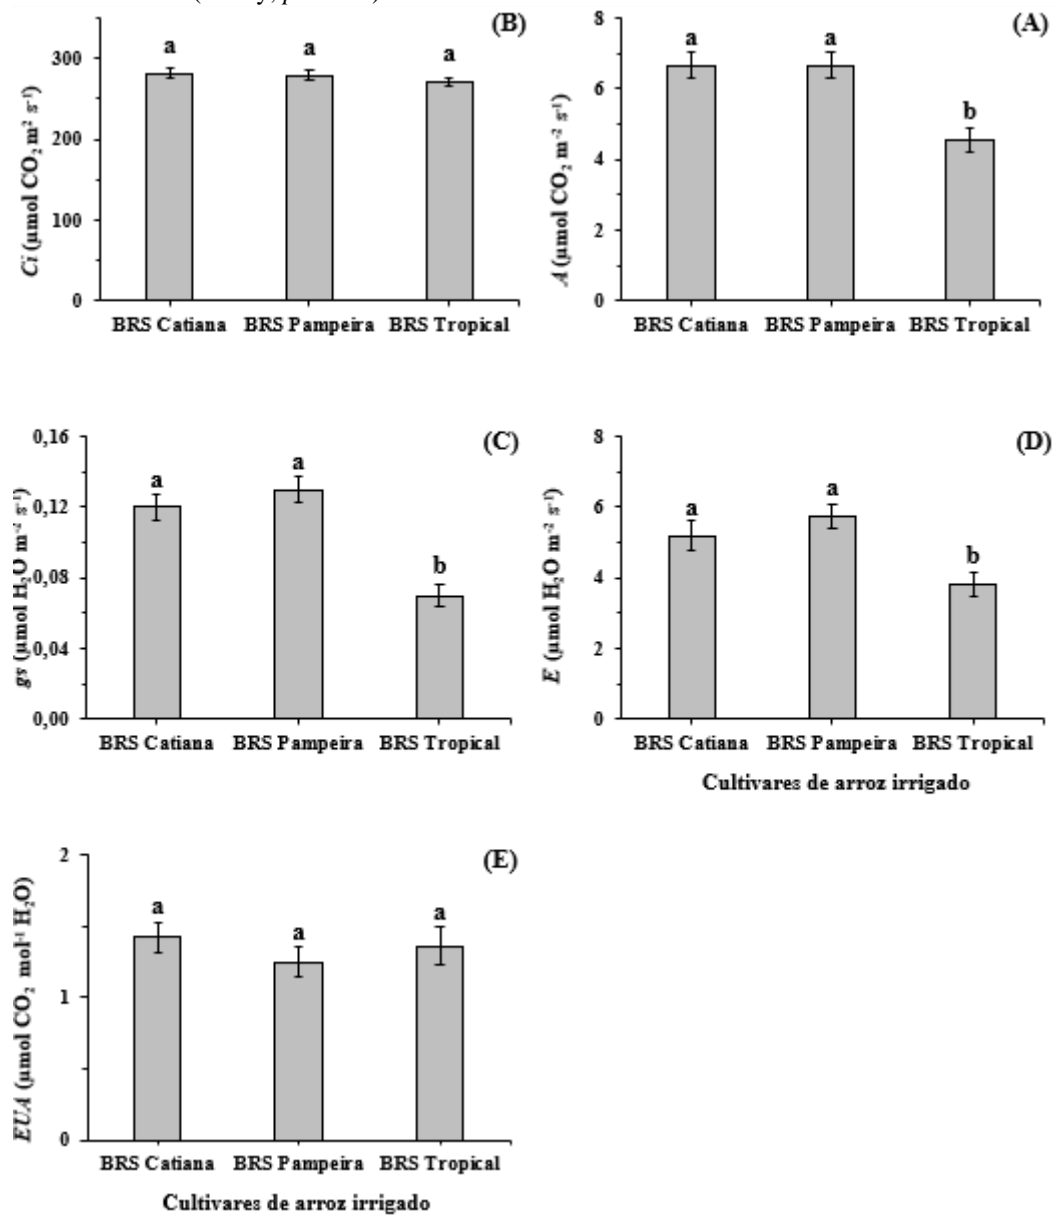 (B)
a
a
a
300
200
100
0
Ci (µmol CO₂ m² s⁻¹)
BRS Catiana BRS Pampeira BRS Tropical
(A)
a
a
b
8
6
4
2
0
A (µmol CO₂ m⁻² s⁻¹)
BRS Catiana BRS Pampeira BRS Tropical
(C)
a
a
b
0,16
0,12
0,08
0,04
0,00
gs (µmol H₂O m⁻² s⁻¹)
BRS Catiana BRS Pampeira BRS Tropical
(D)
a
a
b
8
6
4
2
0
E (µmol H₂O m⁻² s⁻¹)
BRS Catiana BRS Pampeira BRS Tropical
Cultivares de arroz irrigado
(E)
a
a
a
2
1
0
EUA (µmol CO₂ mol⁻¹ H₂O)
BRS Catiana BRS Pampeira BRS Tropical
Cultivares de arroz irrigado